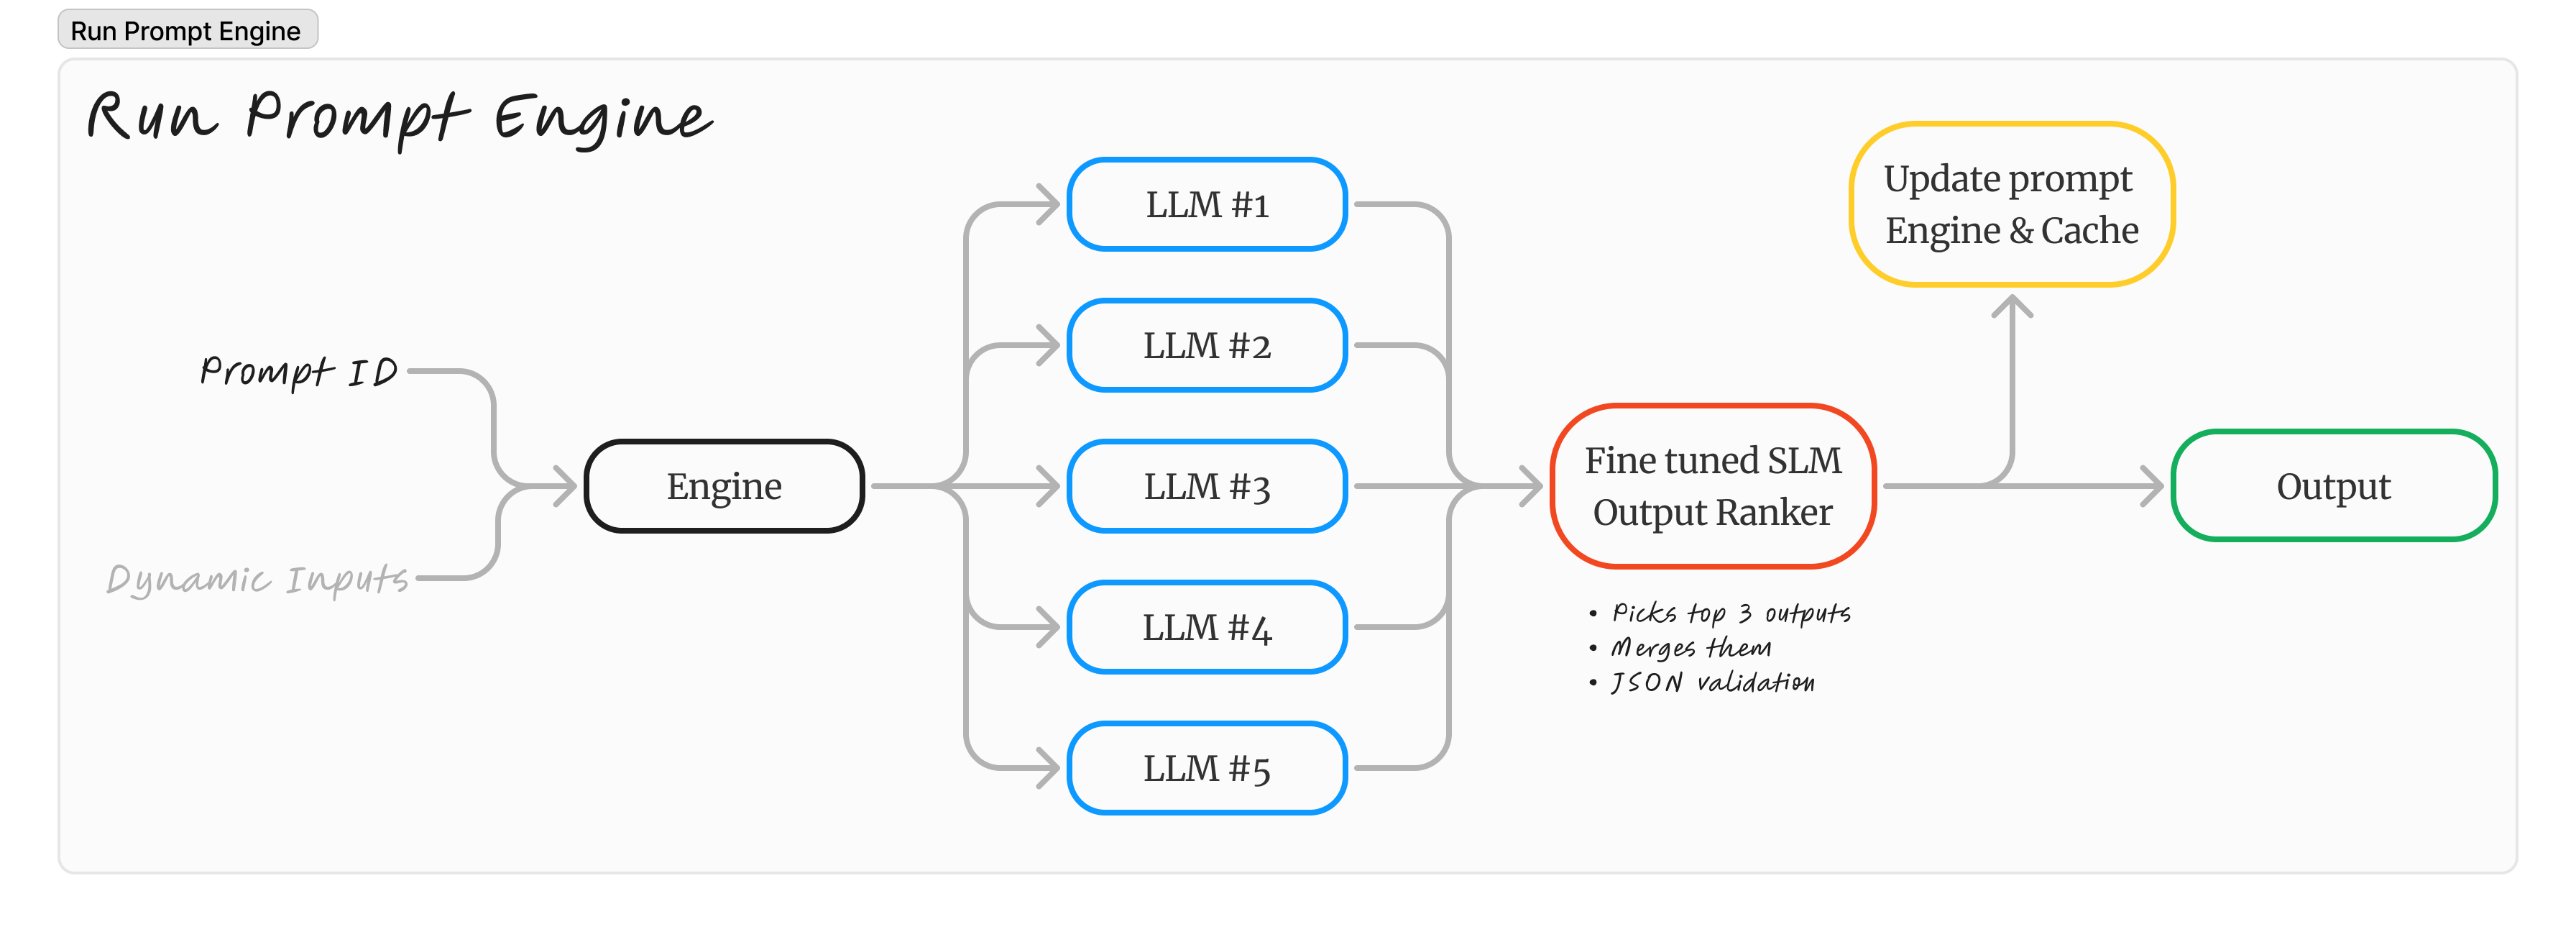 Run Prompt Engine
Run Prompt Engine
Prompt ID
Dynamic Inputs
Engine
LLM #1
LLM #2
LLM #3
LLM #4
LLM #5
Fine tuned SLM
Output Ranker
• Picks top 3 outputs
• Merges them
• JSON validation
Update prompt
Engine & Cache
Output